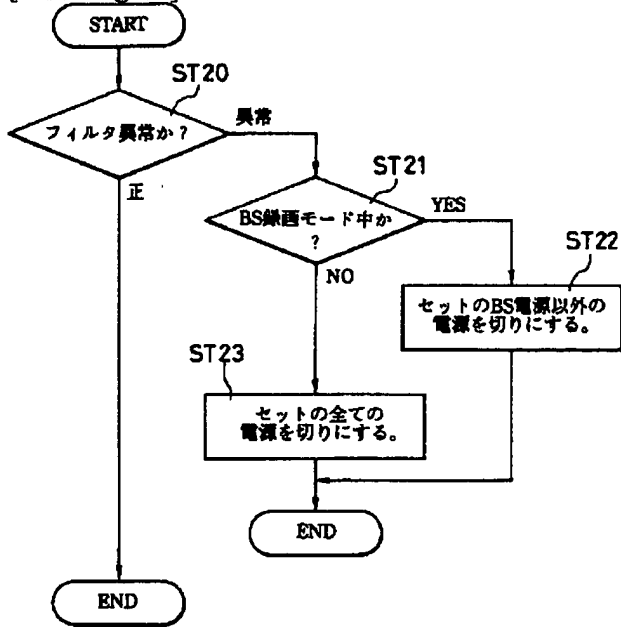 START
ST20
フィルタ異常か?
異常
正
ST21
BS録画モード中か
?
YES
NO
ST22
セットのBS電源以外の
電源を切りにする。
ST23
セットの全ての
電源を切りにする。
END
END